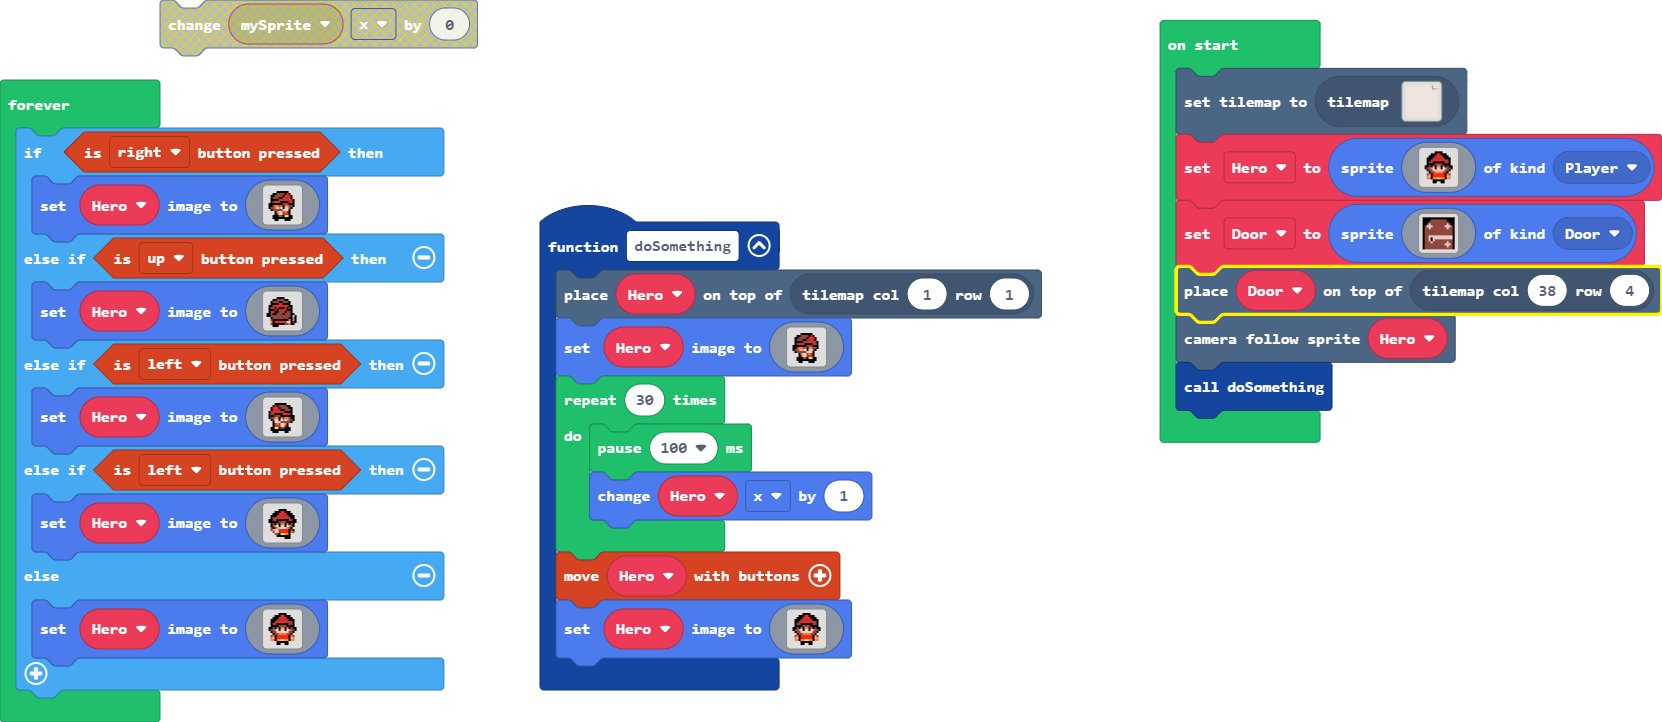 change mySprite x by 0
forever
if is right button pressed then
set Hero image to
else if is up button pressed then
set Hero image to
else if is left button pressed then
set Hero image to
else if is left button pressed then
set Hero image to
else
set Hero image to
function doSomething
place Hero on top of tilemap col 1 row 1
set Hero image to
repeat 30 times
do
pause 100 ms
change Hero x by 1
move Hero with buttons
set Hero image to
on start
set tilemap to tilemap
set Hero to sprite of kind Player
set Door to sprite of kind Door
place Door on top of tilemap col 38 row 4
camera follow sprite Hero
call doSomething